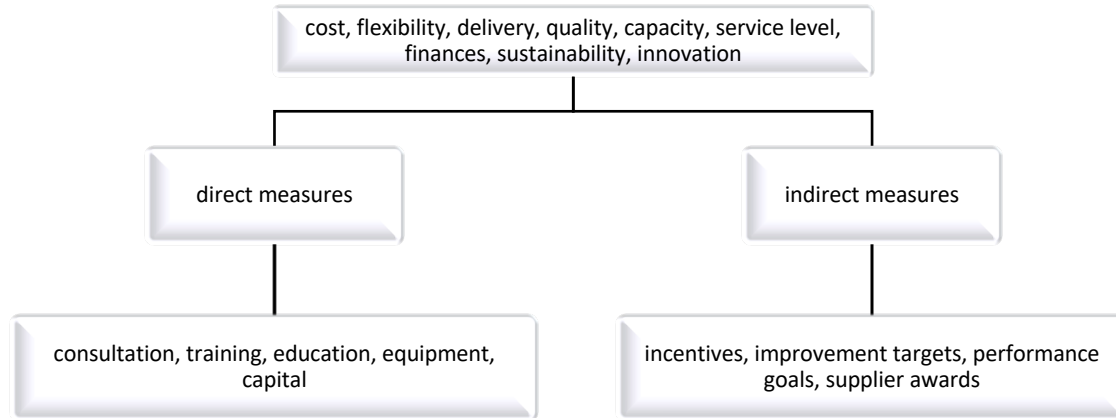 cost, flexibility, delivery, quality, capacity, service level,
finances, sustainability, innovation
direct measures
indirect measures
consultation, training, education, equipment,
capital
incentives, improvement targets, performance
goals, supplier awards